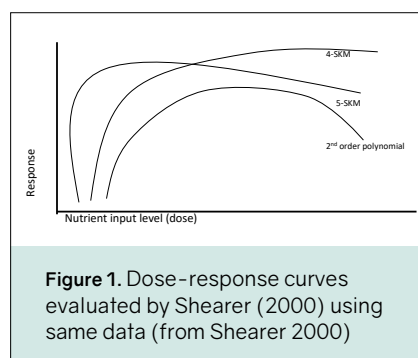 4-SKM
5-SKM
2nd order polynomial
Response
Nutrient input level (dose)
Figure 1. Dose-response curves
evaluated by Shearer (2000) using
same data (from Shearer 2000)